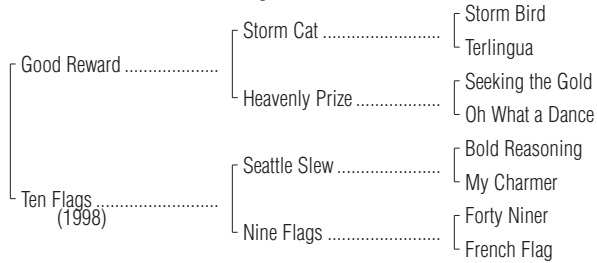 Storm Bird
Storm Cat ........................
Terlingua
Good Reward ....................
Seeking the Gold
Heavenly Prize ..................
Oh What a Dance
Bold Reasoning
Seattle Slew ......................
My Charmer
Ten Flags ..........................
(1998)
Forty Niner
Nine Flags ........................
French Flag